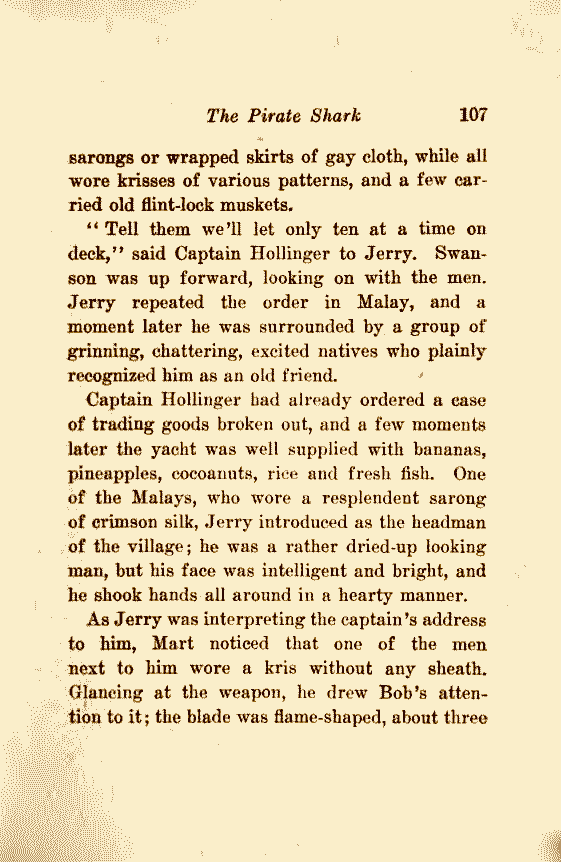 The Pirate Shark 107
sarongs or wrapped skirts of gay cloth, while all
wore krisses of various patterns, and a few car-
ried old flint-lock muskets.
"Tell them we'll let only ten at a time on
deck," said Captain Hollinger to Jerry. Swan-
son was up forward, looking on with the men.
Jerry repeated the order in Malay, and a
moment later he was surrounded by a group of
grinning, chattering, excited natives who plainly
recognized him as an old friend.
Captain Hollinger had already ordered a case
of trading goods broken out, and a few moments
later the yacht was well supplied with bananas,
pineapples, cocoanuts, rice and fresh fish. One
of the Malays, who wore a resplendent sarong
of crimson silk, Jerry introduced as the headman
of the village; he was a rather dried-up looking
man, but his face was intelligent and bright, and
he shook hands all around in a hearty manner.
As Jerry was interpreting the captain's address
to him, Mart noticed that one of the men
next to him wore a kris without any sheath.
Glancing at the weapon, he drew Bob's atten-
tion to it; the blade was flame-shaped, about three